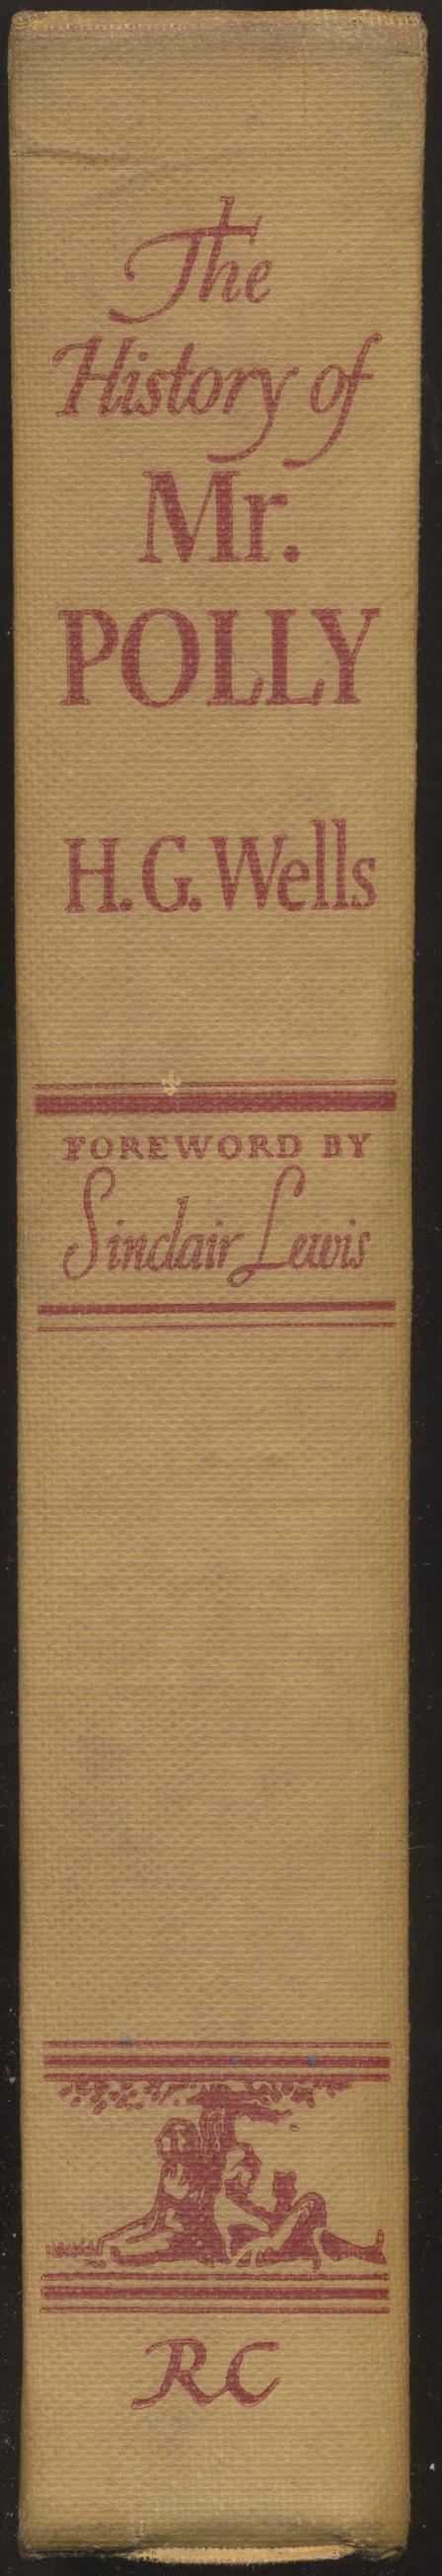 The
History of
Mr.
POLLY
H.G. Wells
FOREWORD BY
Sinclair Lewis
RC